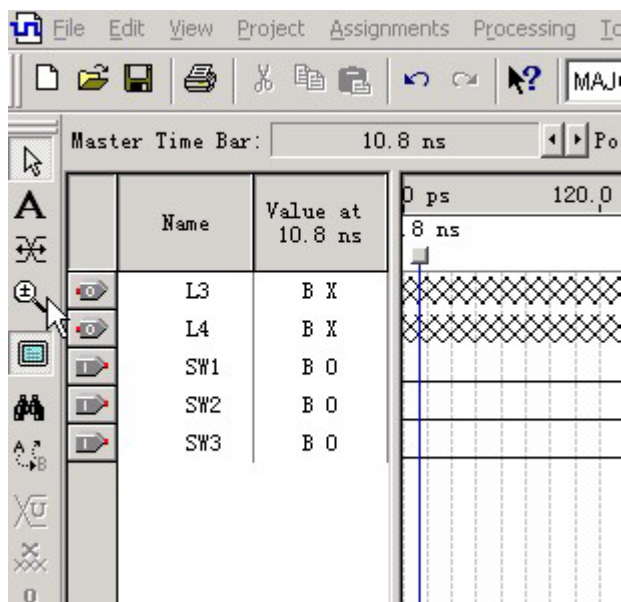 File Edit View Project Assignments Processing
MAJ
Master Time Bar: 10.8 ns Po
Name Value at 10.8 ns 0 ps 120.0
.8 ns
L3 B X
L4 B X
SW1 B 0
SW2 B 0
SW3 B 0